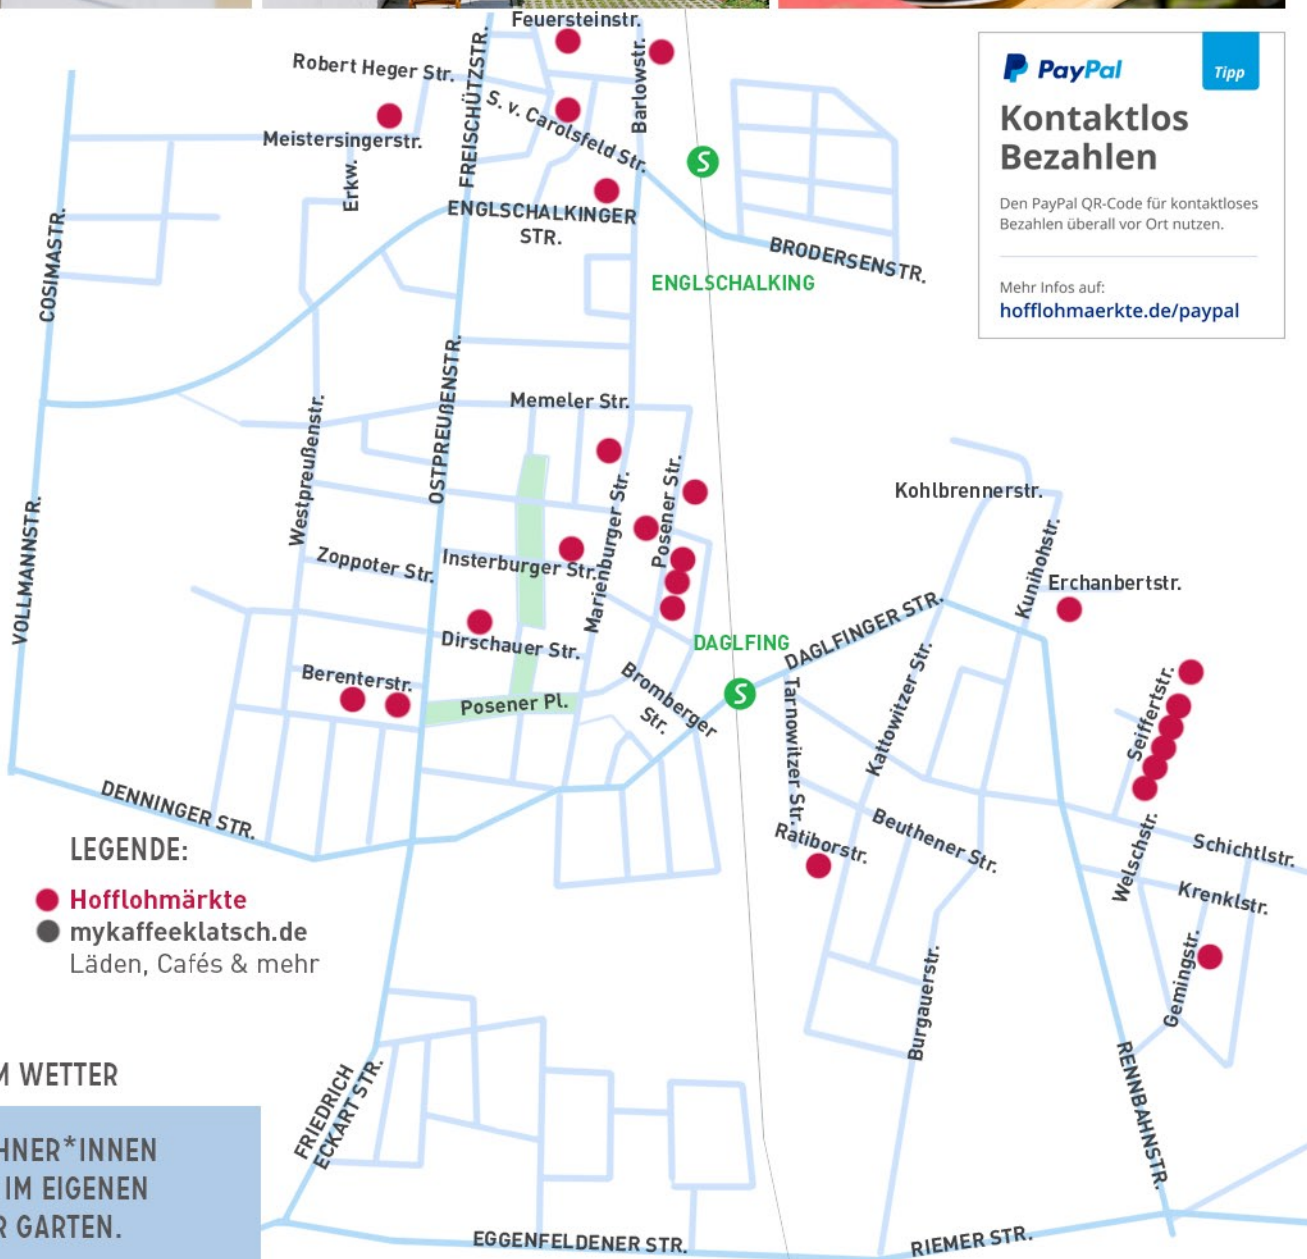 Feuersteinstr.
Robert Heger Str.
FREISCHÜTZSTR.
Barlowstr.
S. v. Carolsfeld Str.
Meistersingerstr.
Erkw.
ENGLSCHALKINGER
STR.
S
BRODERSENSTR.
ENGLSCHALKING
COSIMASTR.
PayPal
Tipp
Kontaktlos
Bezahlen
Den PayPal QR-Code für kontaktloses
Bezahlen überall vor Ort nutzen.
Mehr Infos auf:
hofflohmaerkte.de/paypal
OSTPREUßENSTR.
Memeler Str.
Westpreußenstr.
Marienburger Str.
Posener Str.
Kohlbrennerstr.
VOLLMANNSTR.
Zoppoter Str.
Insterburger Str.
Kunihohstr.
Erchanbertstr.
Dirschauer Str.
DAGLFING
DAGLFINGER STR.
S
Berenterstr.
Posener Pl.
Bromberger
Str.
Tarnowitzer Str.
Kattowitzer Str.
Seiffertstr.
DENNINGER STR.
Ratiborstr.
Beuthener Str.
Welschstr.
Schichtlstr.
Krenklstr.
Gemingstr.
Burgauerstr.
LEGENDE:
Hofflohmärkte
mykaffeeklatsch.de
Läden, Cafés & mehr
FRIEDRICH
ECKART STR.
RENNBAHNSTR.
M WETTER
HNER*INNEN
IM EIGENEN
R GARTEN.
EGGENFELDENER STR.
RIEMER STR.